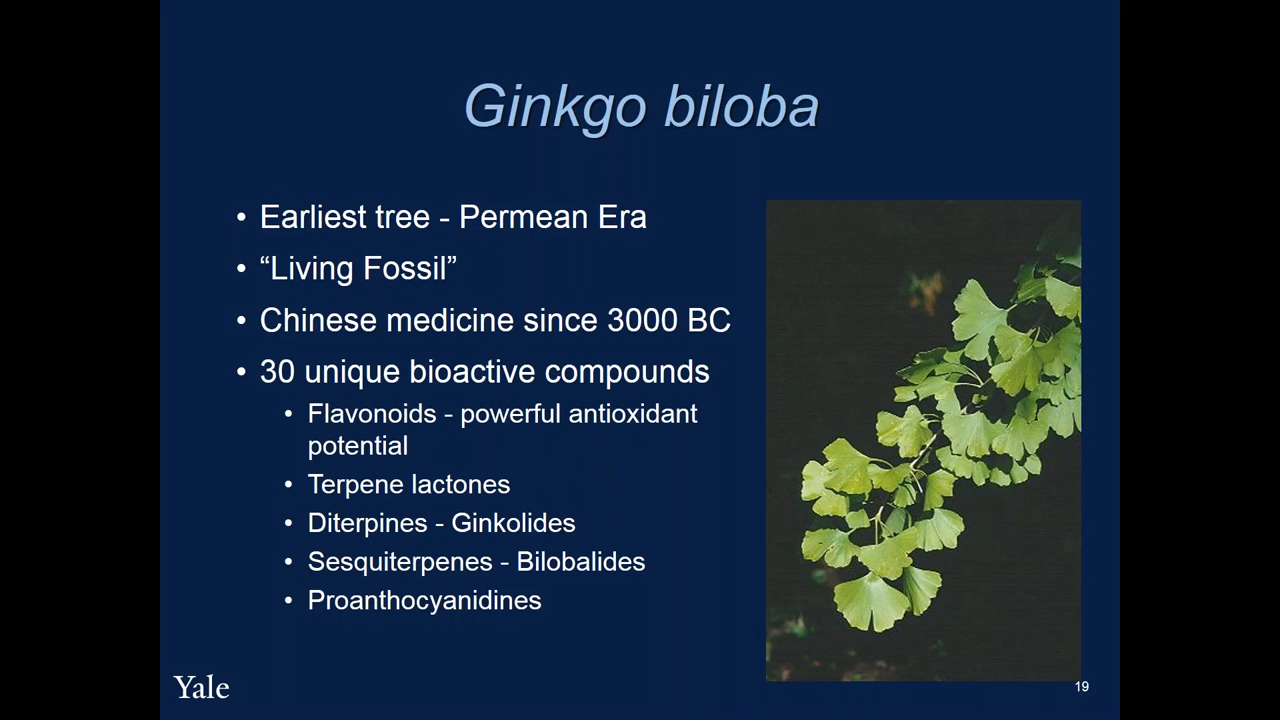 Ginkgo biloba
• Earliest tree - Permean Era
• “Living Fossil”
• Chinese medicine since 3000 BC
• 30 unique bioactive compounds
• Flavonoids - powerful antioxidant
potential
• Terpene lactones
• Diterpines - Ginkolides
• Sesquiterpenes - Bilobalides
• Proanthocyanidines
Yale
19